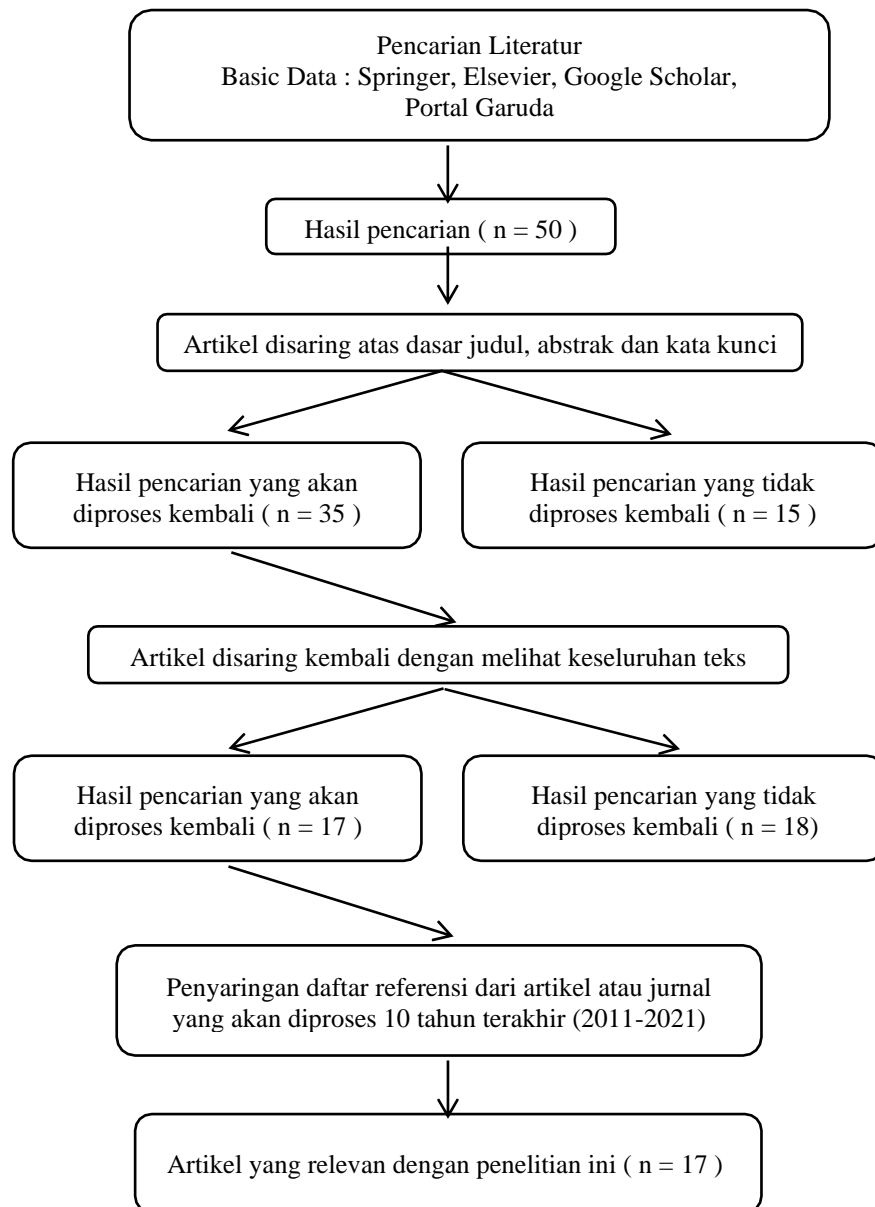 Pencarian Literatur
Basic Data : Springer, Elsevier, Google Scholar,
Portal Garuda
Hasil pencarian ( n = 50 )
Artikel disaring atas dasar judul, abstrak dan kata kunci
Hasil pencarian yang akan
diproses kembali ( n = 35 )
Hasil pencarian yang tidak
diproses kembali ( n = 15 )
Artikel disaring kembali dengan melihat keseluruhan teks
Hasil pencarian yang akan
diproses kembali ( n = 17 )
Hasil pencarian yang tidak
diproses kembali ( n = 18)
Penyaringan daftar referensi dari artikel atau jurnal
yang akan diproses 10 tahun terakhir (2011-2021)
Artikel yang relevan dengan penelitian ini ( n = 17 )